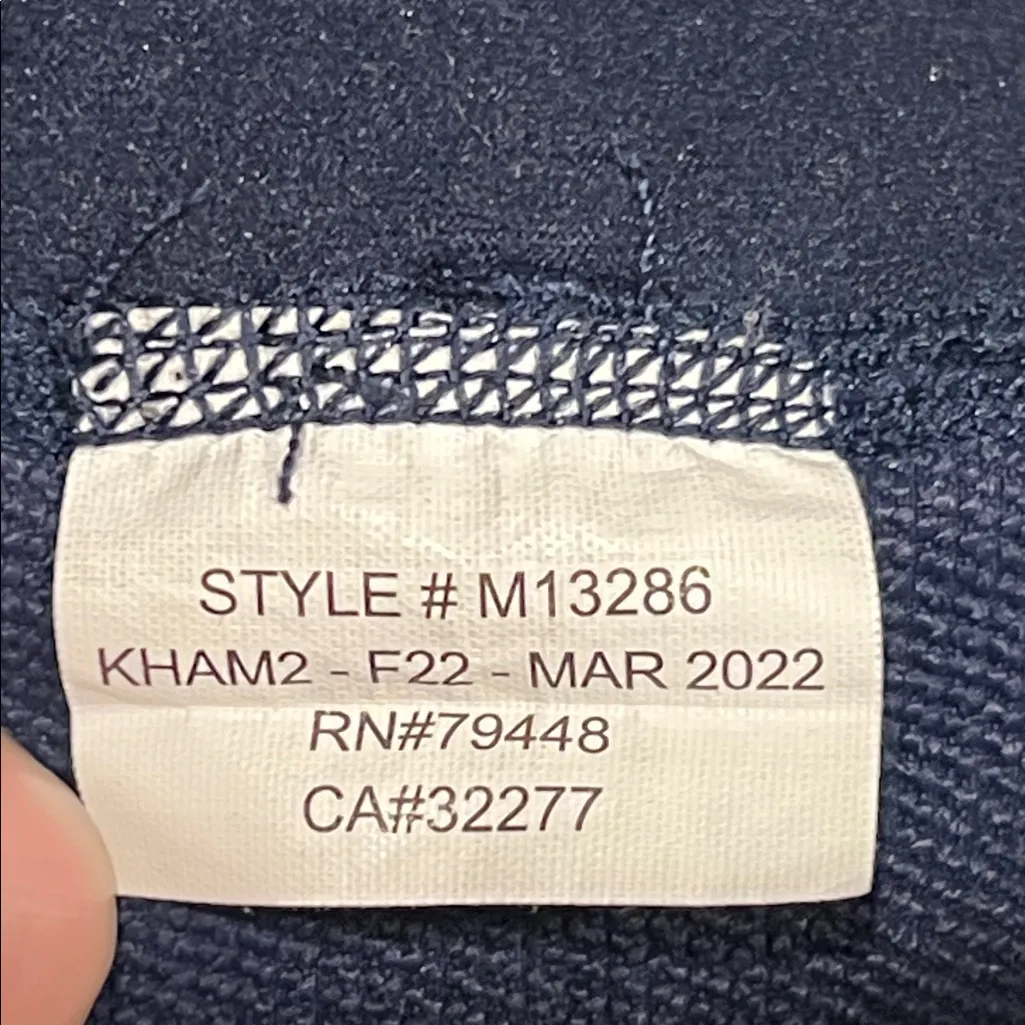 STYLE # M13286
KHAM2 - F22 - MAR 2022
RN#79448
CA#32277